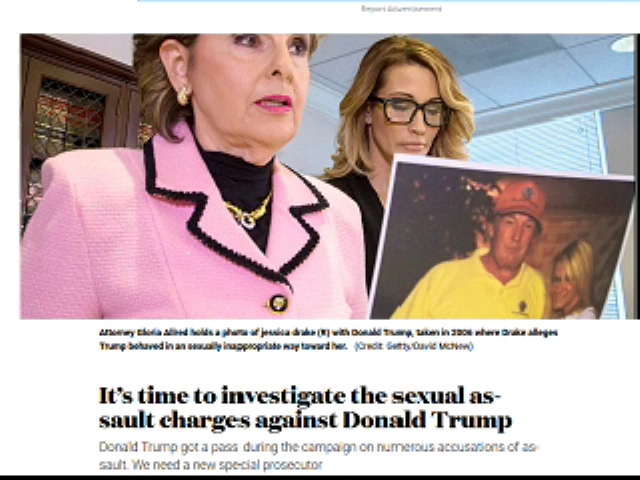 Report Advertisement
Attorney Gloria Allred holds a photo of jessica drake (R) with Donald Trump, taken in 2006 where Drake alleges
Trump behaved in an sexually inappropriate way toward her. (Credit: Getty/David McNew)
It's time to investigate the sexual as-
sault charges against Donald Trump
Donald Trump got a pass during the campaign on numerous accusations of as-
sault. We need a new special prosecutor